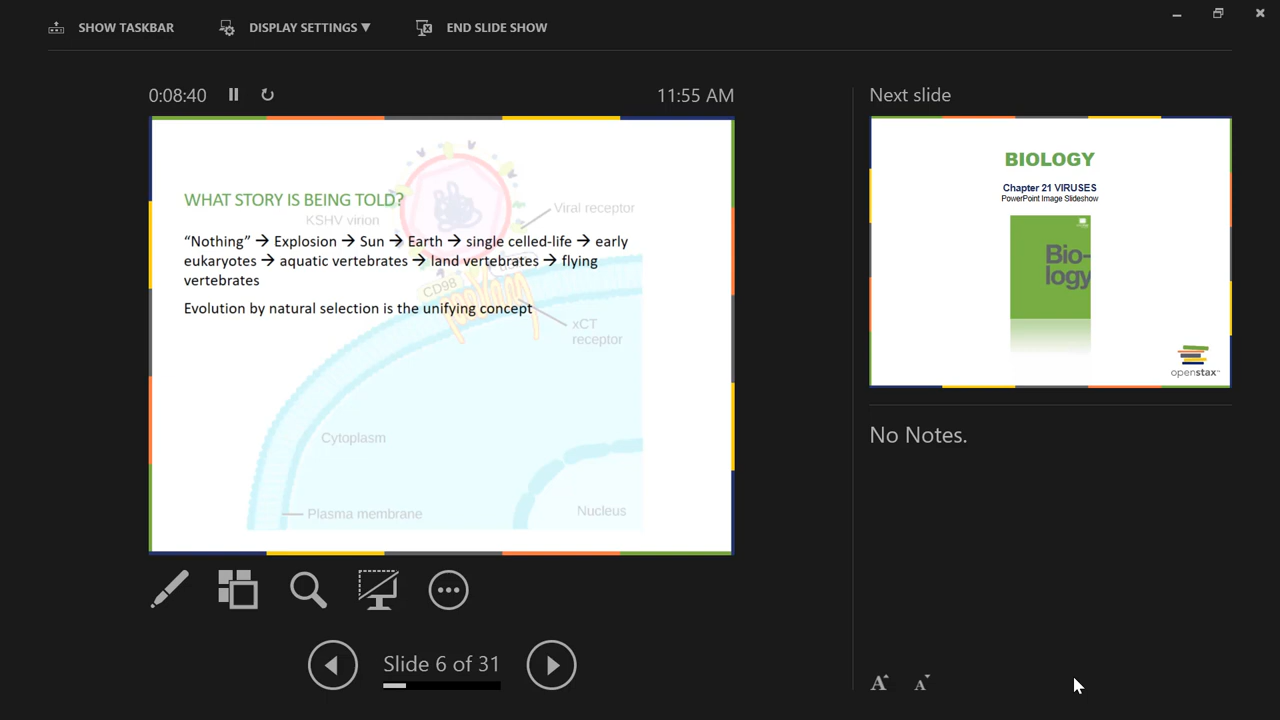 SHOW TASKBAR
DISPLAY SETTINGS ▼
END SLIDE SHOW
0:08:40
11:55 AM
Next slide
WHAT STORY IS BEING TOLD?
KSHV virion
Viral receptor
“Nothing” → Explosion → Sun → Earth → single celled-life → early
eukaryotes → aquatic vertebrates → land vertebrates → flying
vertebrates
CD98
Evolution by natural selection is the unifying concept
xCT
receptor
Cytoplasm
Plasma membrane
Nucleus
BIOLOGY
Chapter 21 VIRUSES
PowerPoint Image Slideshow
Bio-
logy
openstax™
No Notes.
Slide 6 of 31
A
A